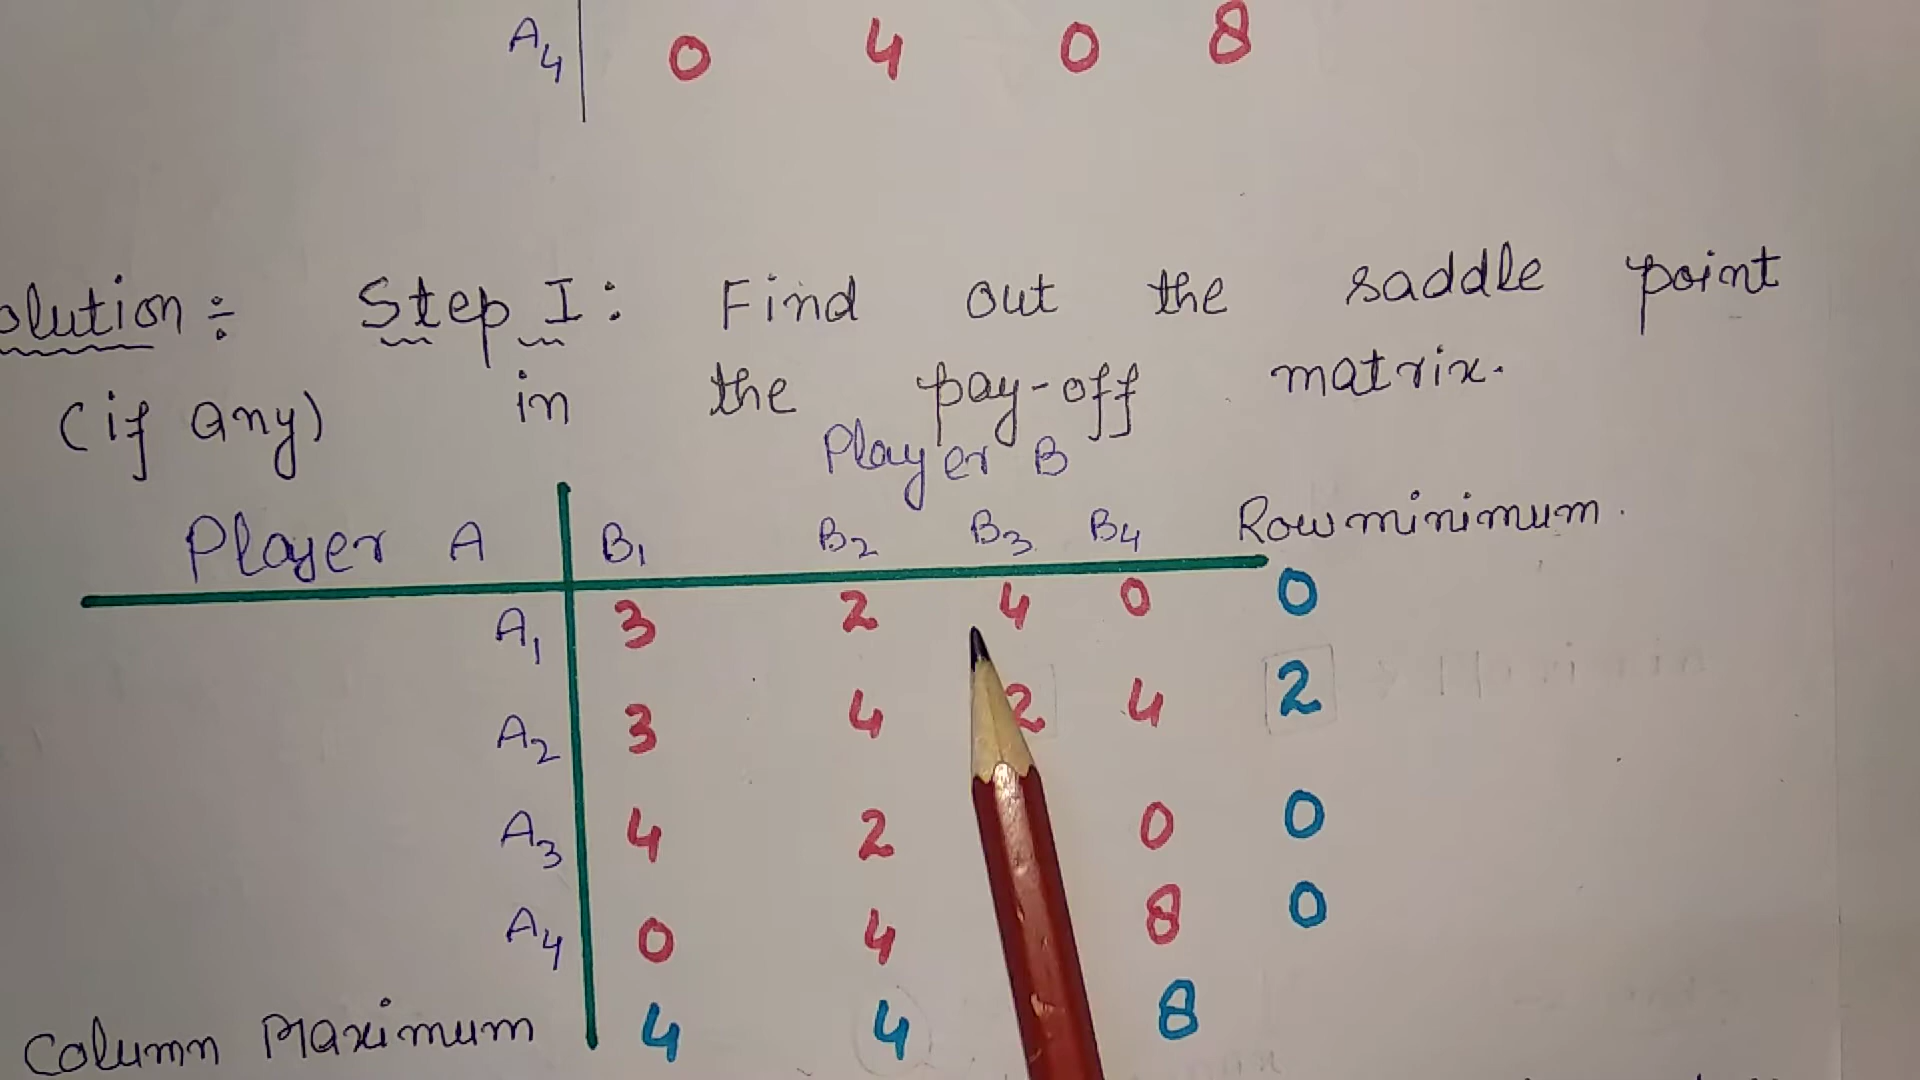 A4 0 4 0 8
olution ÷ Step I: Find out the saddle point
(if any) in the pay-off matrix.
Player B
Player A B1 B2 B3 B4 Row minimum.
A1 3 2 4 0 0
A2 3 4 2 4 2
A3 4 2 0 0
A4 0 4 8 0
Column Maximum 4 4 8